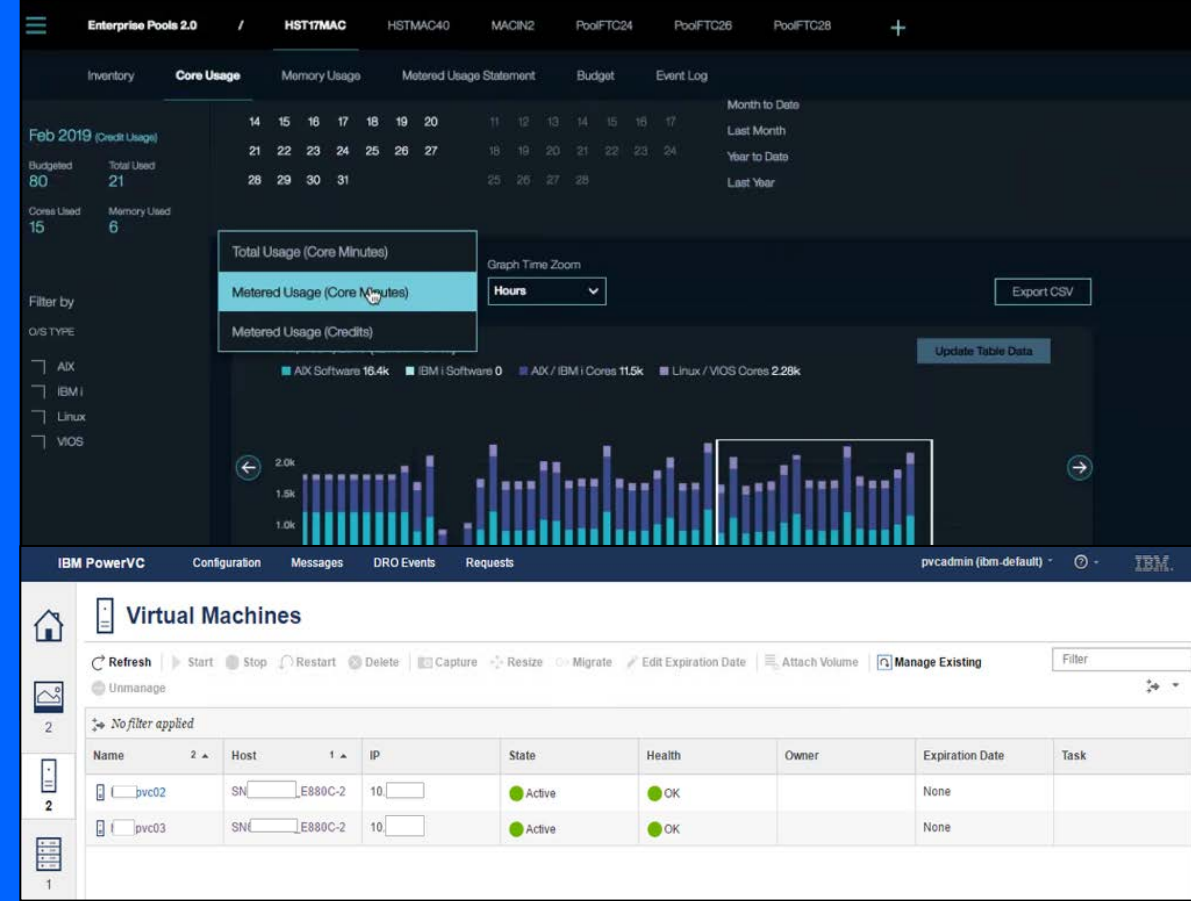 Enterprise Pools 2.0 / HST17MAC HSTMAC40 MACIN2 PoolFTC24 PoolFTC26 PoolFTC28 +
Inventory Core Usage Memory Usage Metered Usage Statement Budget Event Log
Month to Date
14 15 16 17 18 19 20 11 12 13 14 15 16 17
Last Month
Feb 2019 (Credit Usage)
21 22 23 24 25 26 27 18 19 20 21 22 23 24
Year to Date
Budgeted Total Used
80 21
28 29 30 31 25 26 27 28
Last Year
Cores Used Memory Used
15 6
Total Usage (Core Minutes)
Graph Time Zoom
Metered Usage (Core Minutes)
Hours
Export CSV
Filter by
O/S TYPE
Metered Usage (Credits)
Update Table Data
AIX Software 16.4k IBM i Software 0 AIX / IBM i Cores 11.5k Linux / VIOS Cores 2.28k
AIX
IBM i
Linux
VIOS
2.0k
1.5k
1.0k
IBM PowerVC Configuration Messages DRO Events Requests pvcadmin (ibm-default) ? IBM.
Virtual Machines
Refresh Start Stop Restart Delete Capture Resize Migrate Edit Expiration Date Attach Volume Manage Existing Filter
Unmanage
2
No filter applied
Name 2 Host 1 IP State Health Owner Expiration Date Task
pvc02 SN _E880C-2 10. Active OK None
2
pvc03 SN _E880C-2 10. Active OK None
1